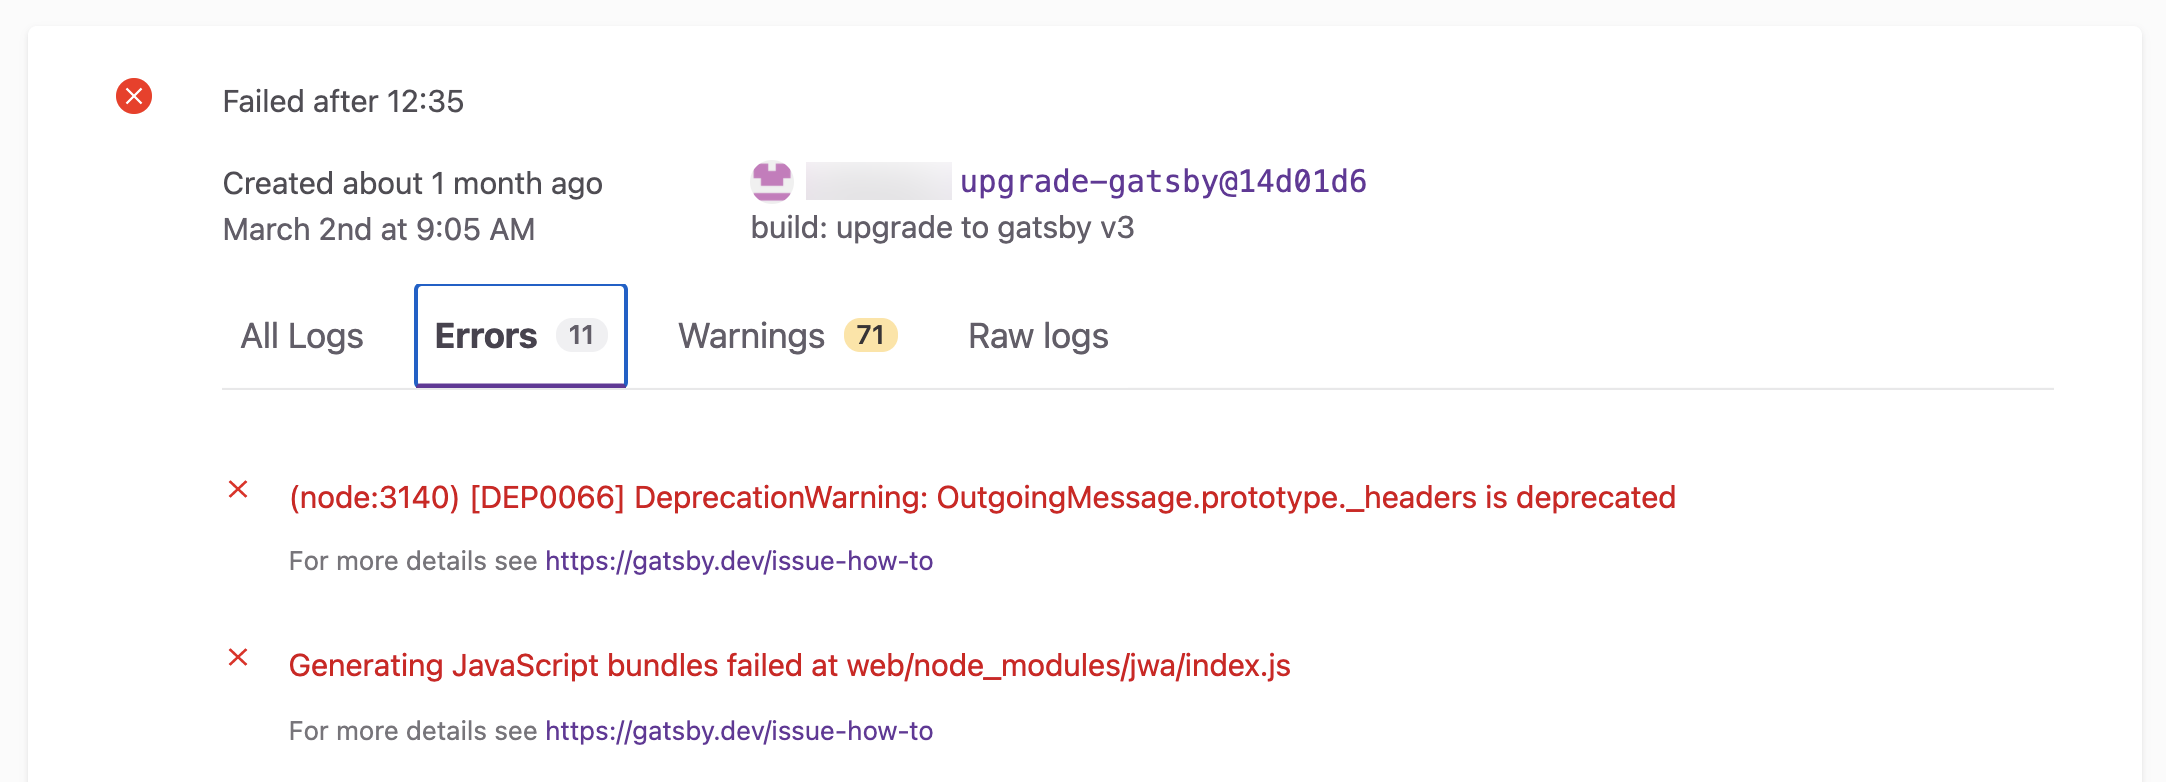 Failed after 12:35
Created about 1 month ago
March 2nd at 9:05 AM
upgrade-gatsby@14d01d6
build: upgrade to gatsby v3
All Logs Errors 11 Warnings 71 Raw logs
(node:3140) [DEP0066] DeprecationWarning: OutgoingMessage.prototype._headers is deprecated
For more details see https://gatsby.dev/issue-how-to
Generating JavaScript bundles failed at web/node_modules/jwa/index.js
For more details see https://gatsby.dev/issue-how-to